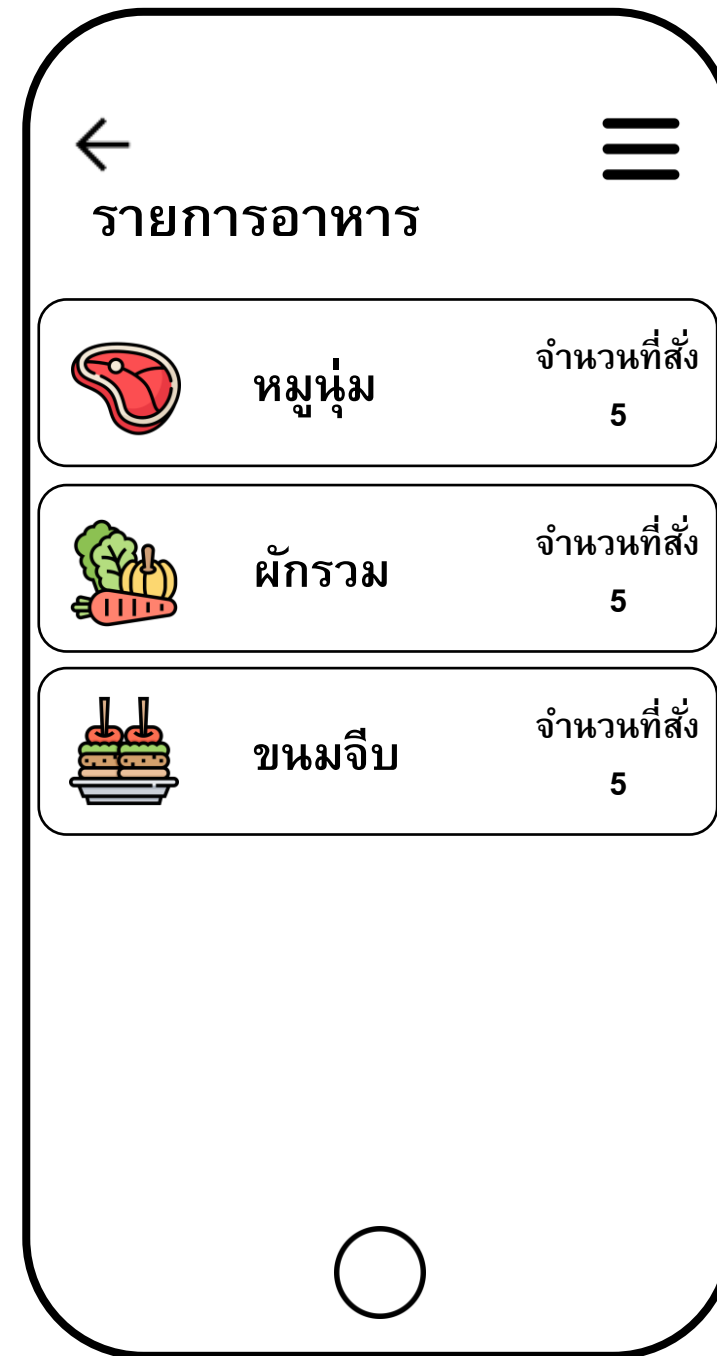 รายการอาหาร
หมูนุ่ม
จำนวนที่สั่ง
5
ผักรวม
จำนวนที่สั่ง
5
ขนมจีบ
จำนวนที่สั่ง
5